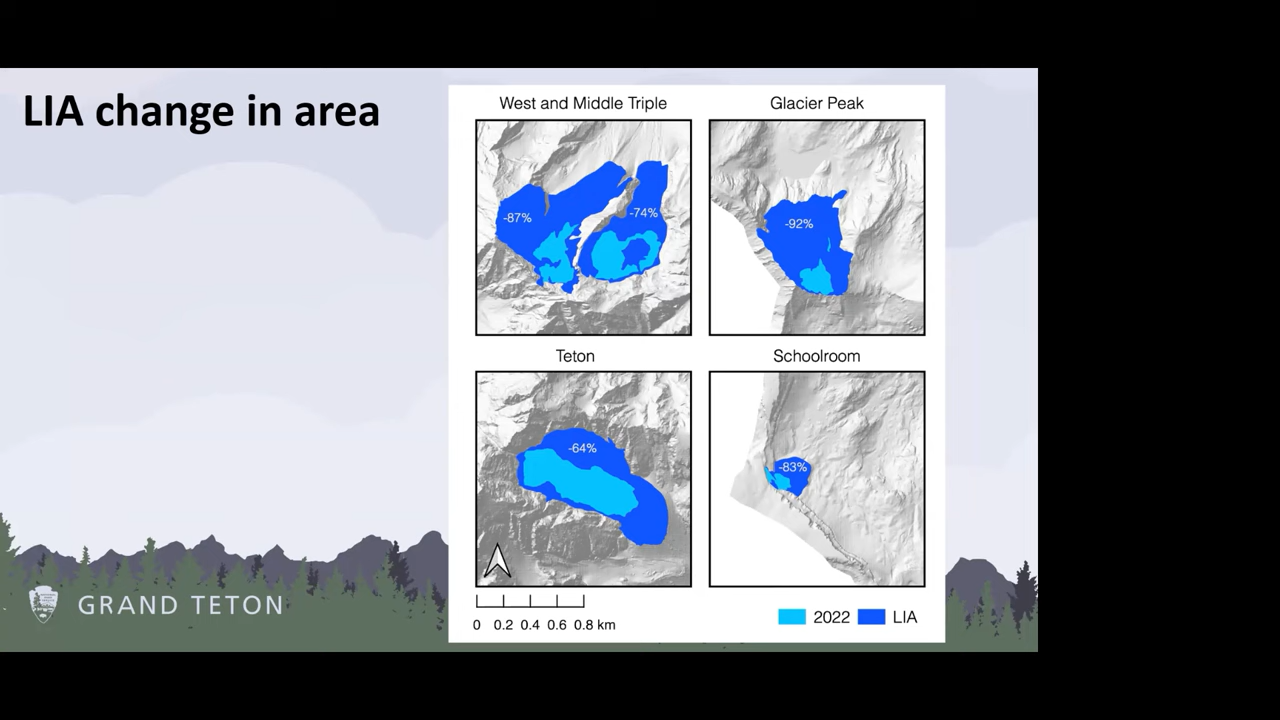 LIA change in area
West and Middle Triple
Glacier Peak
-87%
-74%
-92%
Teton
Schoolroom
-64%
-83%
0 0.2 0.4 0.6 0.8 km
2022 LIA
GRAND TETON